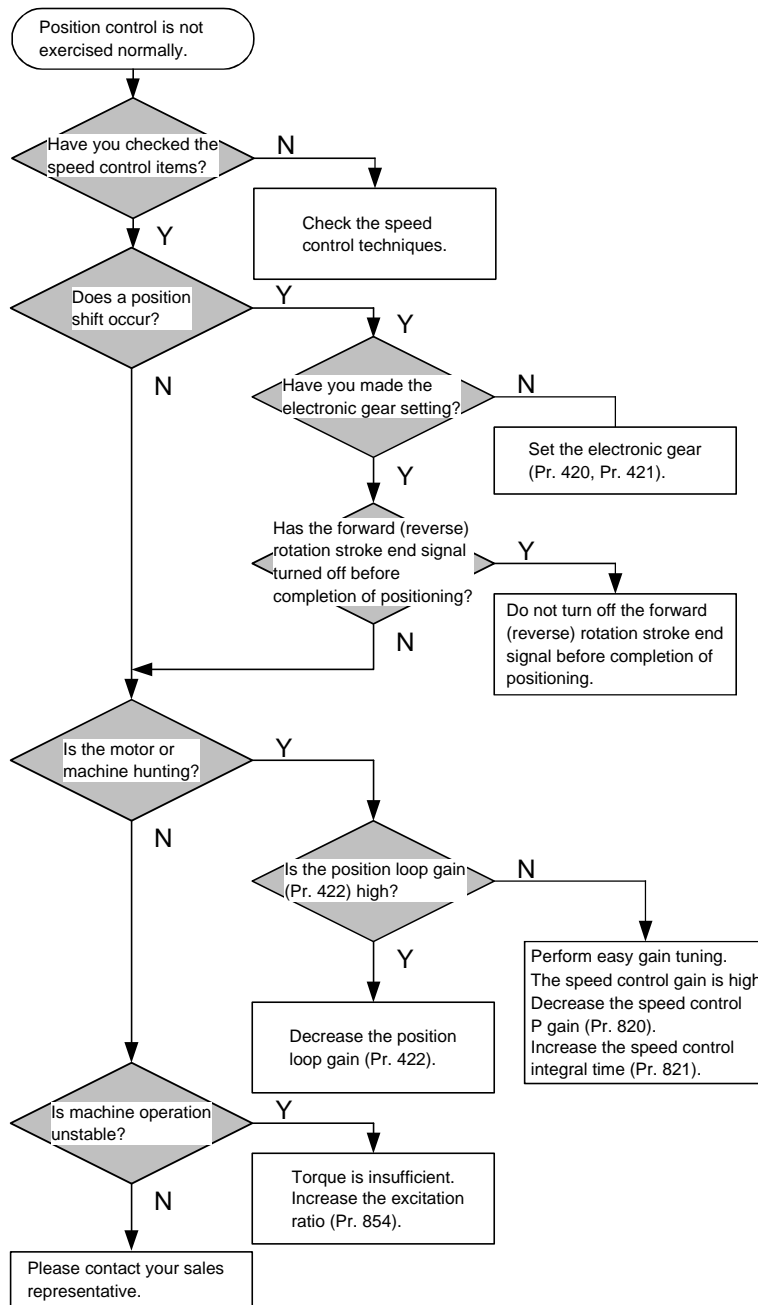 Position control is not
exercised normally.
Have you checked the
speed control items?
N
Check the speed
control techniques.
Y
Does a position
shift occur?
Y
Y
N
Have you made the
electronic gear setting?
N
Set the electronic gear
(Pr. 420, Pr. 421).
Y
Has the forward (reverse)
rotation stroke end signal
turned off before
completion of positioning?
Y
Do not turn off the forward
(reverse) rotation stroke end
signal before completion of
positioning.
N
Is the motor or
machine hunting?
Y
N
Is the position loop gain
(Pr. 422) high?
N
Y
Perform easy gain tuning.
The speed control gain is high
Decrease the speed control
P gain (Pr. 820).
Increase the speed control
integral time (Pr. 821).
Decrease the position
loop gain (Pr. 422).
Is machine operation
unstable?
Y
Torque is insufficient.
Increase the excitation
ratio (Pr. 854).
N
Please contact your sales
representative.